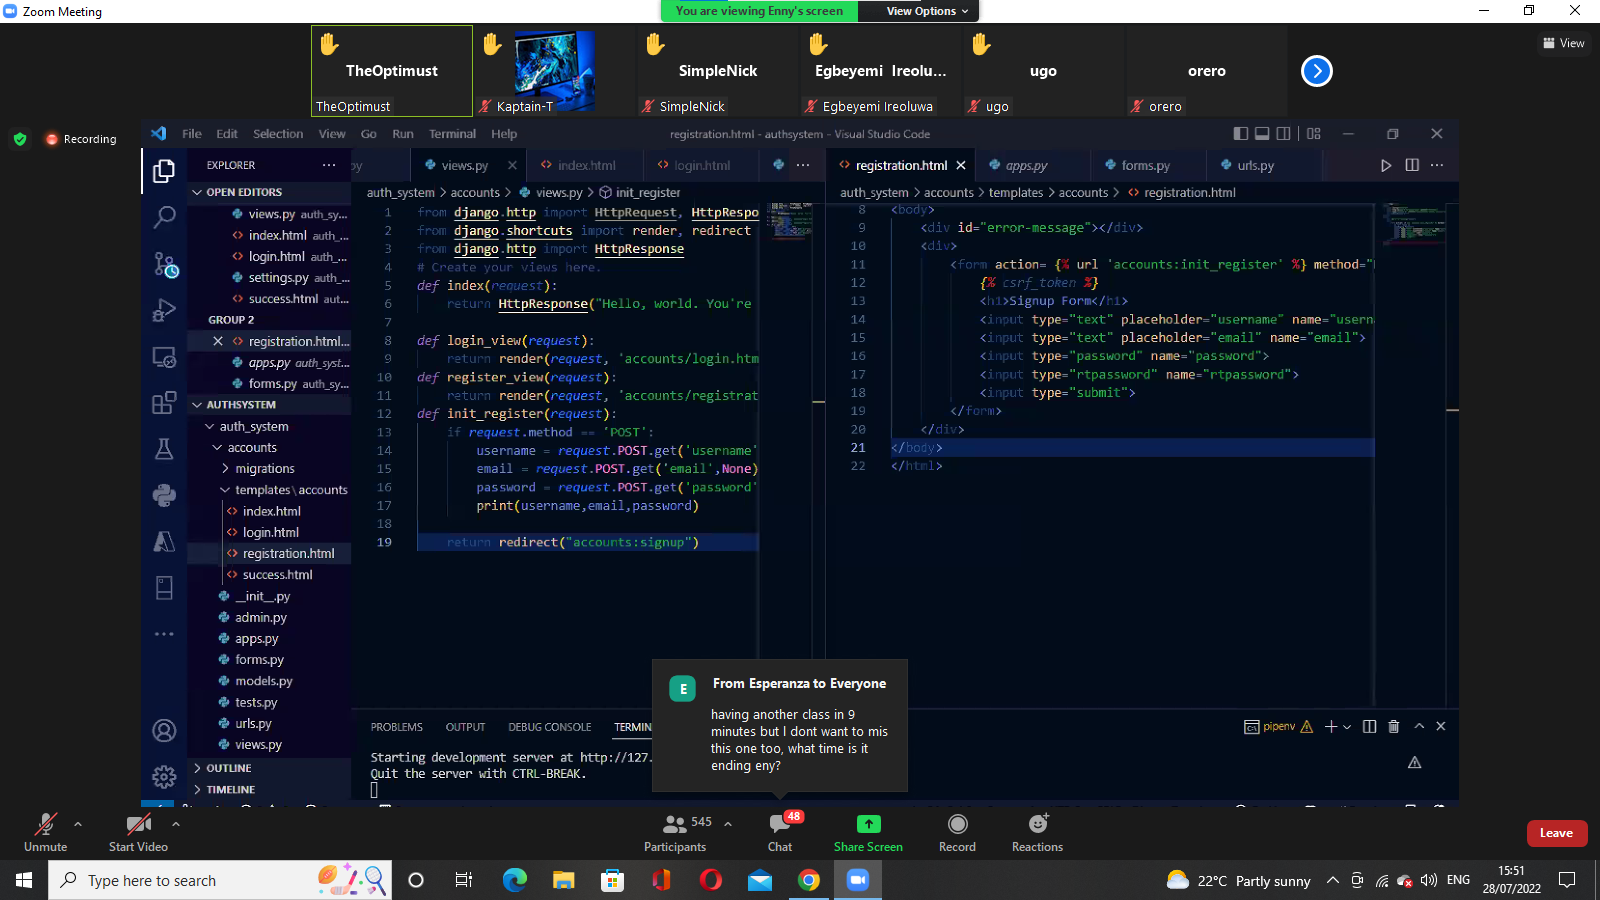 Zoom Meeting
You are viewing Enny's screen
View Options
View
TheOptimust
TheOptimust
Kaptain-T
SimpleNick
SimpleNick
Egbeyemi Ireolu...
Egbeyemi Ireoluwa
ugo
ugo
orero
orero
Recording
File Edit Selection View Go Run Terminal Help
registration.html - authsystem - Visual Studio Code
EXPLORER
OPEN EDITORS
views.py auth_sy...
index.html auth_...
login.html auth_...
settings.py auth_...
success.html auth_...
GROUP 2
registration.html...
apps.py auth_syst...
forms.py auth_sy...
AUTHSYSTEM
auth_system
accounts
migrations
templates\accounts
index.html
login.html
registration.html
success.html
__init__.py
admin.py
apps.py
forms.py
models.py
tests.py
urls.py
views.py
OUTLINE
TIMELINE
py views.py index.html login.html
auth_system > accounts > views.py > init_register
1 from django.http import HttpRequest, HttpRespo
2 from django.shortcuts import render, redirect
3 from django.http import HttpResponse
4 # Create your views here.
5 def index(request):
6 return HttpResponse("Hello, world. You're
7
8 def login_view(request):
9 return render(request, 'accounts/login.htm
10 def register_view(request):
11 return render(request, 'accounts/registrat
12 def init_register(request):
13 if request.method == 'POST':
14 username = request.POST.get('username'
15 email = request.POST.get('email',None)
16 password = request.POST.get('password'
17 print(username,email,password)
18
19 return redirect("accounts:signup")
registration.html apps.py forms.py urls.py
auth_system > accounts > templates > accounts > registration.html
8 <body>
9 <div id="error-message"></div>
10 <div>
11 <form action= {% url 'accounts:init_register' %} method="
12 {% csrf_token %}
13 <h1>Signup Form</h1>
14 <input type="text" placeholder="username" name="usern
15 <input type="text" placeholder="email" name="email">
16 <input type="password" name="password">
17 <input type="rtpassword" name="rtpassword">
18 <input type="submit">
19 </form>
20 </div>
21 </body>
22 </html>
PROBLEMS OUTPUT DEBUG CONSOLE TERMIN
pipenv
Starting development server at http://127.
Quit the server with CTRL-BREAK.
E
From Esperanza to Everyone
having another class in 9
minutes but I dont want to mis
this one too, what time is it
ending eny?
Unmute
Start Video
545
Participants
48
Chat
Share Screen
Record
Reactions
Leave
Type here to search
22°C Partly sunny
ENG
15:51
28/07/2022